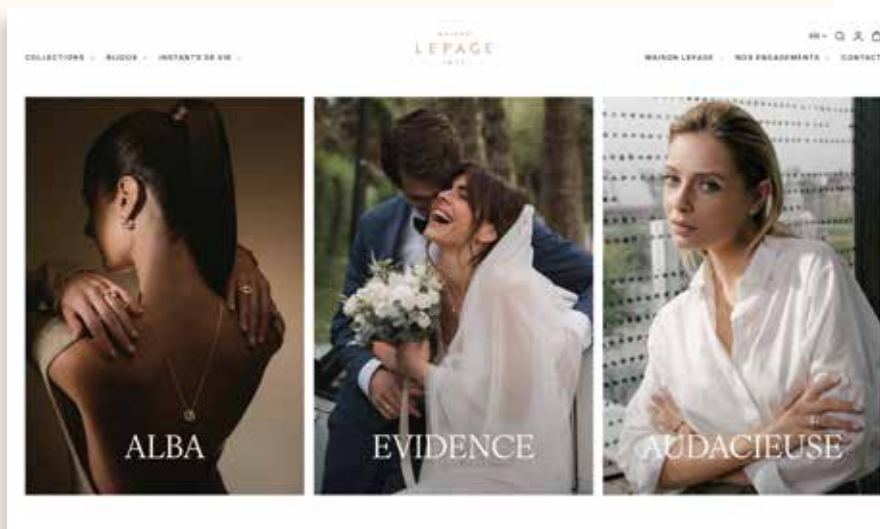 MAISON
LEPAGE
COLLECTIONS BIJOUX INSTANTS DE VIE
MAISON LEPAGE NOS ENGAGEMENTS CONTACT
ALBA
EVIDENCE
AUDACIEUSE